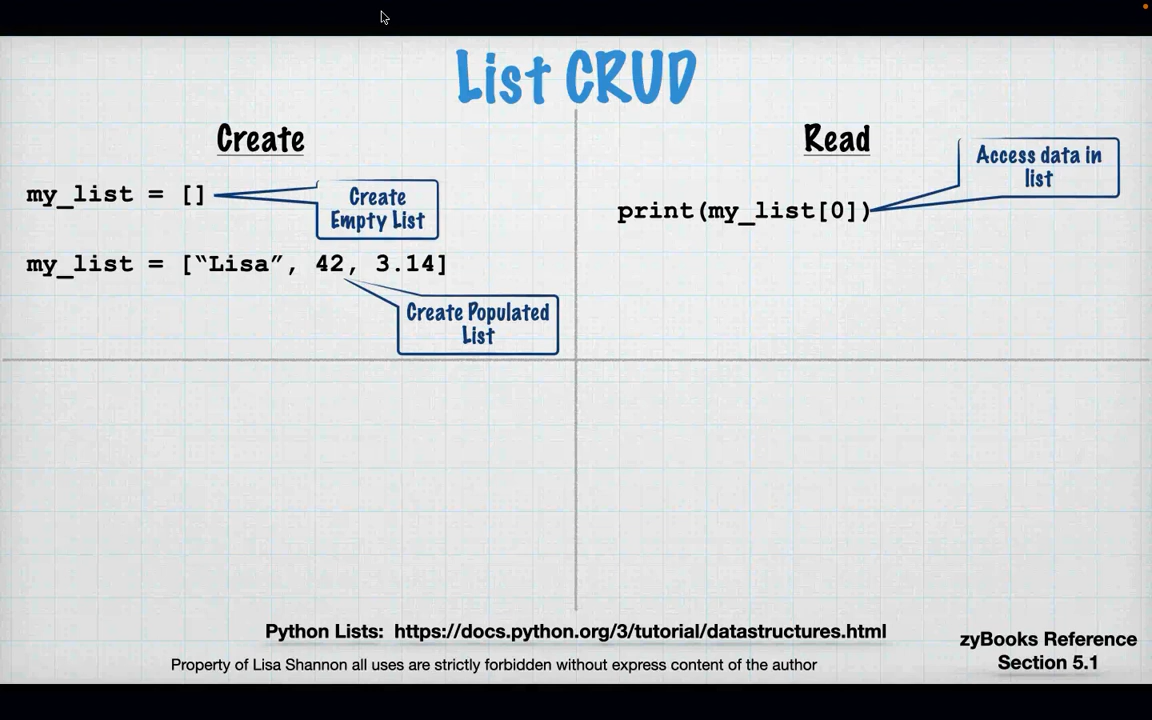 List CRUD
Create
my_list = []
Create
Empty List
my_list = [“Lisa”, 42, 3.14]
Create Populated
List
Read
Access data in
list
print(my_list[0])
Python Lists: https://docs.python.org/3/tutorial/datastructures.html
Property of Lisa Shannon all uses are strictly forbidden without express content of the author
zyBooks Reference
Section 5.1